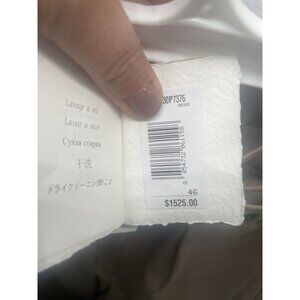 Lavage a sec
Lavar a seco
Сухая стирка
干洗
ドライクリーニングのこと
30P7376
46
$1525.00